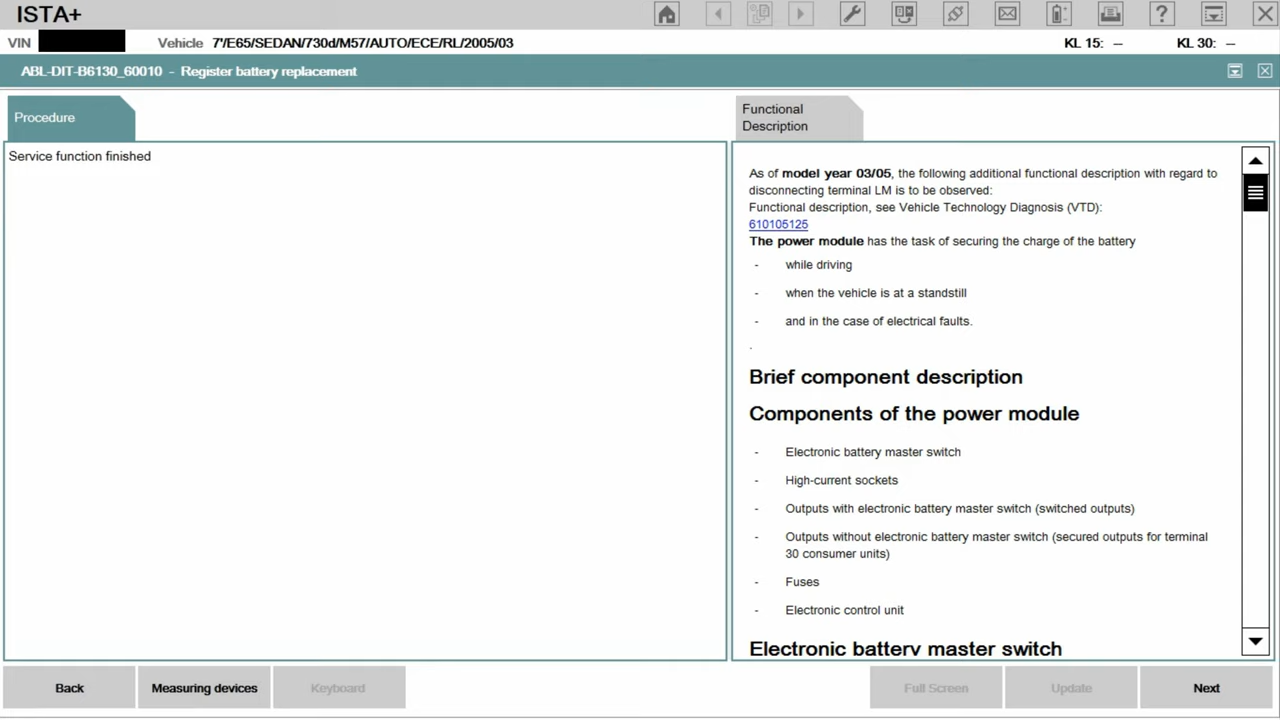 ISTA+
VIN
Vehicle 7'/E65/SEDAN/730d/M57/AUTO/ECE/RL/2005/03
KL 15: --
KL 30: --
ABL-DIT-B6130_60010 - Register battery replacement
Procedure
Service function finished
Functional
Description
As of model year 03/05, the following additional functional description with regard to
disconnecting terminal LM is to be observed:
Functional description, see Vehicle Technology Diagnosis (VTD):
610105125
The power module has the task of securing the charge of the battery
- while driving
- when the vehicle is at a standstill
- and in the case of electrical faults.
.
Brief component description
Components of the power module
- Electronic battery master switch
- High-current sockets
- Outputs with electronic battery master switch (switched outputs)
- Outputs without electronic battery master switch (secured outputs for terminal
30 consumer units)
- Fuses
- Electronic control unit
Electronic battery master switch
Back
Measuring devices
Keyboard
Full Screen
Update
Next